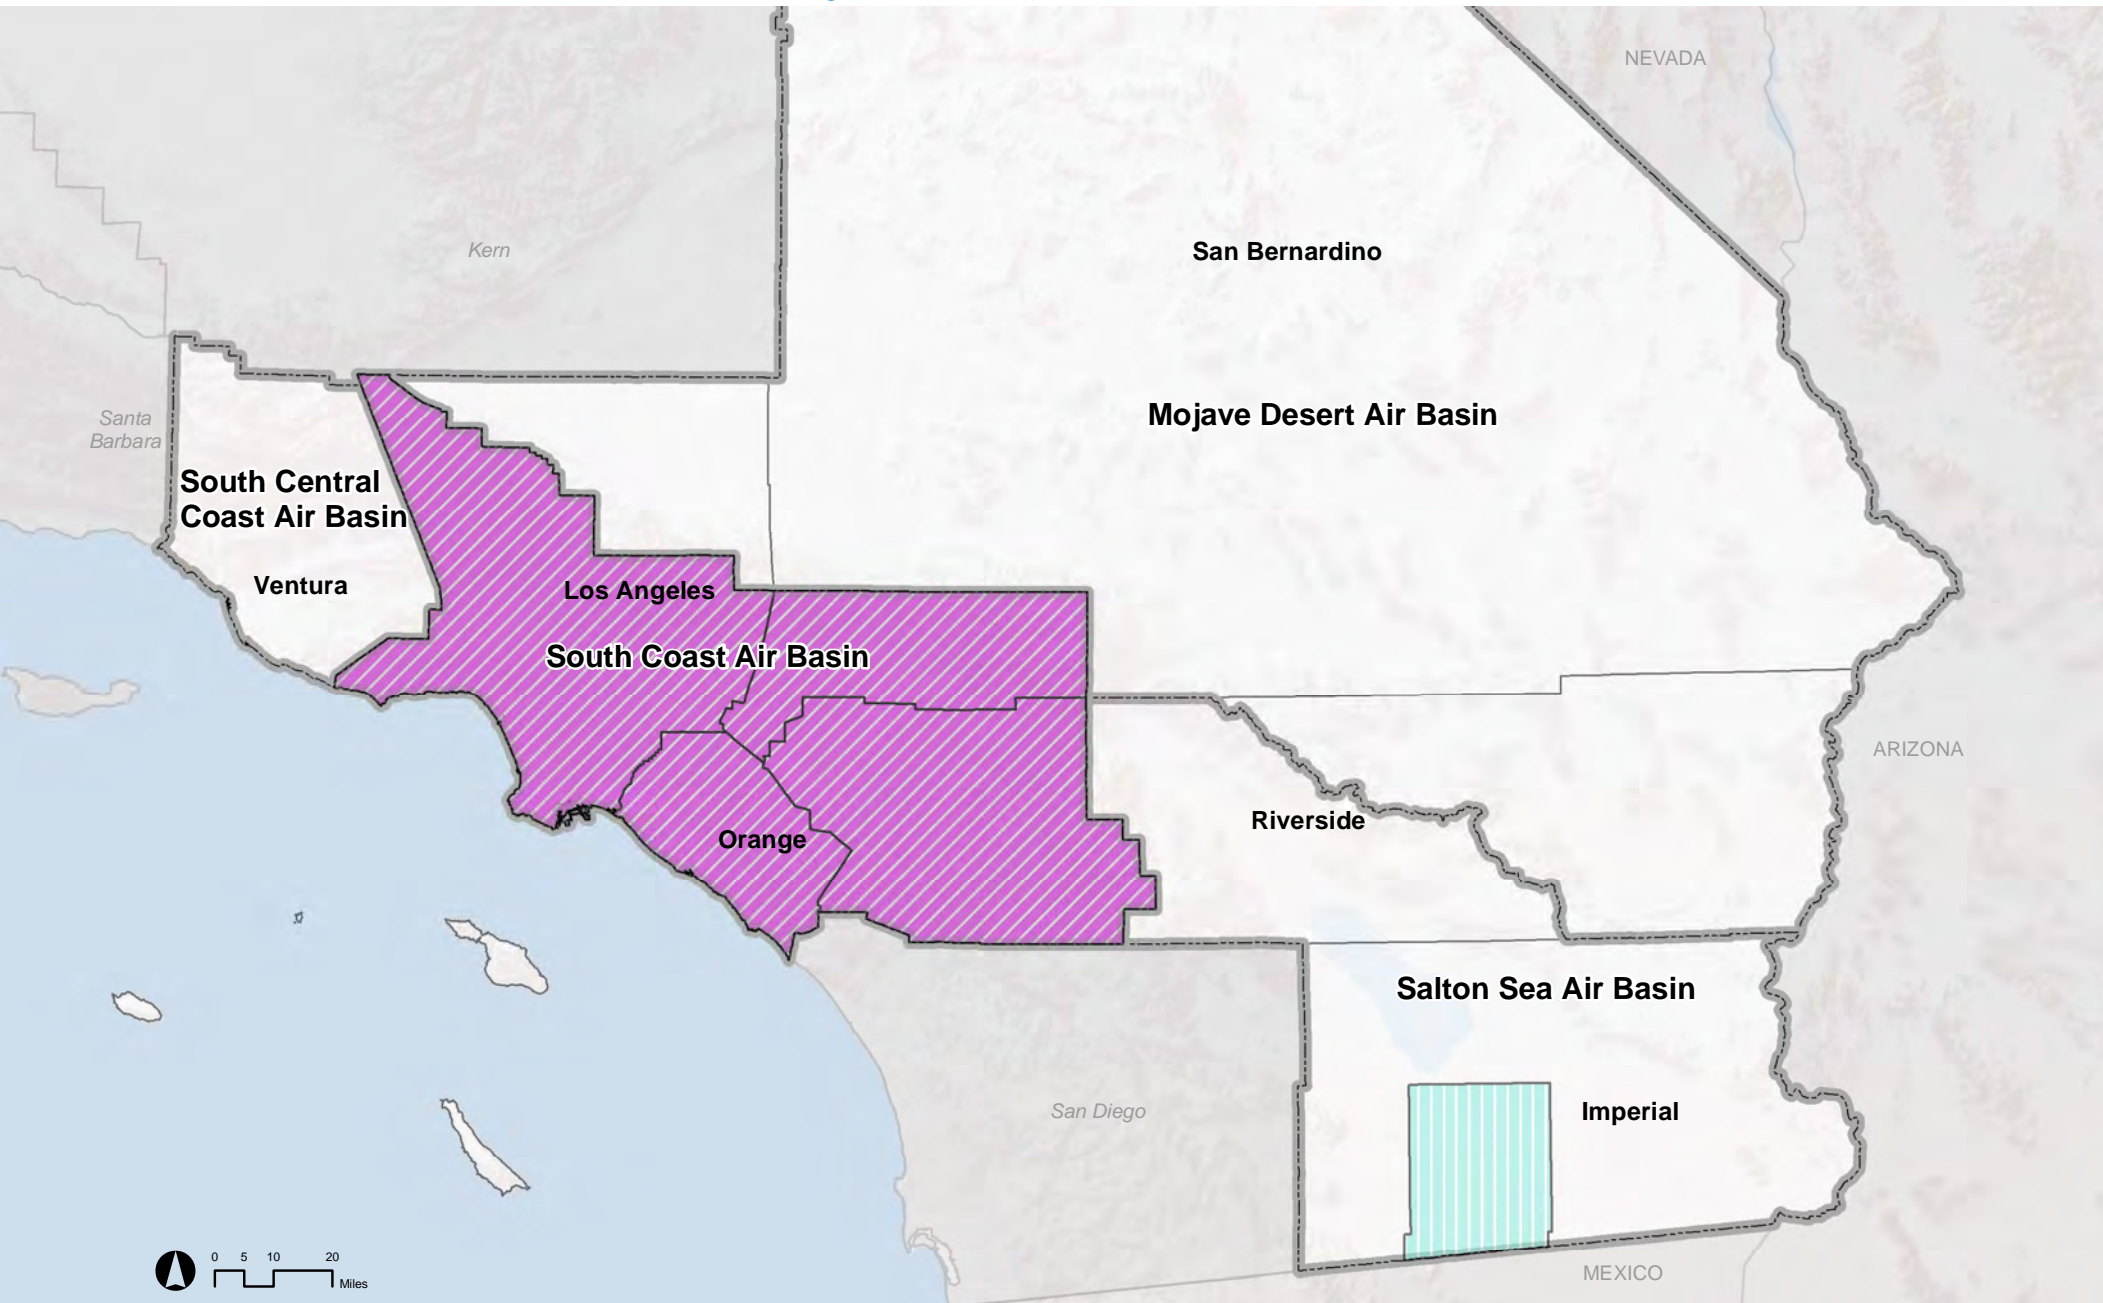 NEVADA
Kern
San Bernardino
Santa
Barbara
Mojave Desert Air Basin
South Central
Coast Air Basin
Ventura
Los Angeles
South Coast Air Basin
ARIZONA
Riverside
Orange
Salton Sea Air Basin
San Diego
Imperial
0 5 10 20
Miles
MEXICO